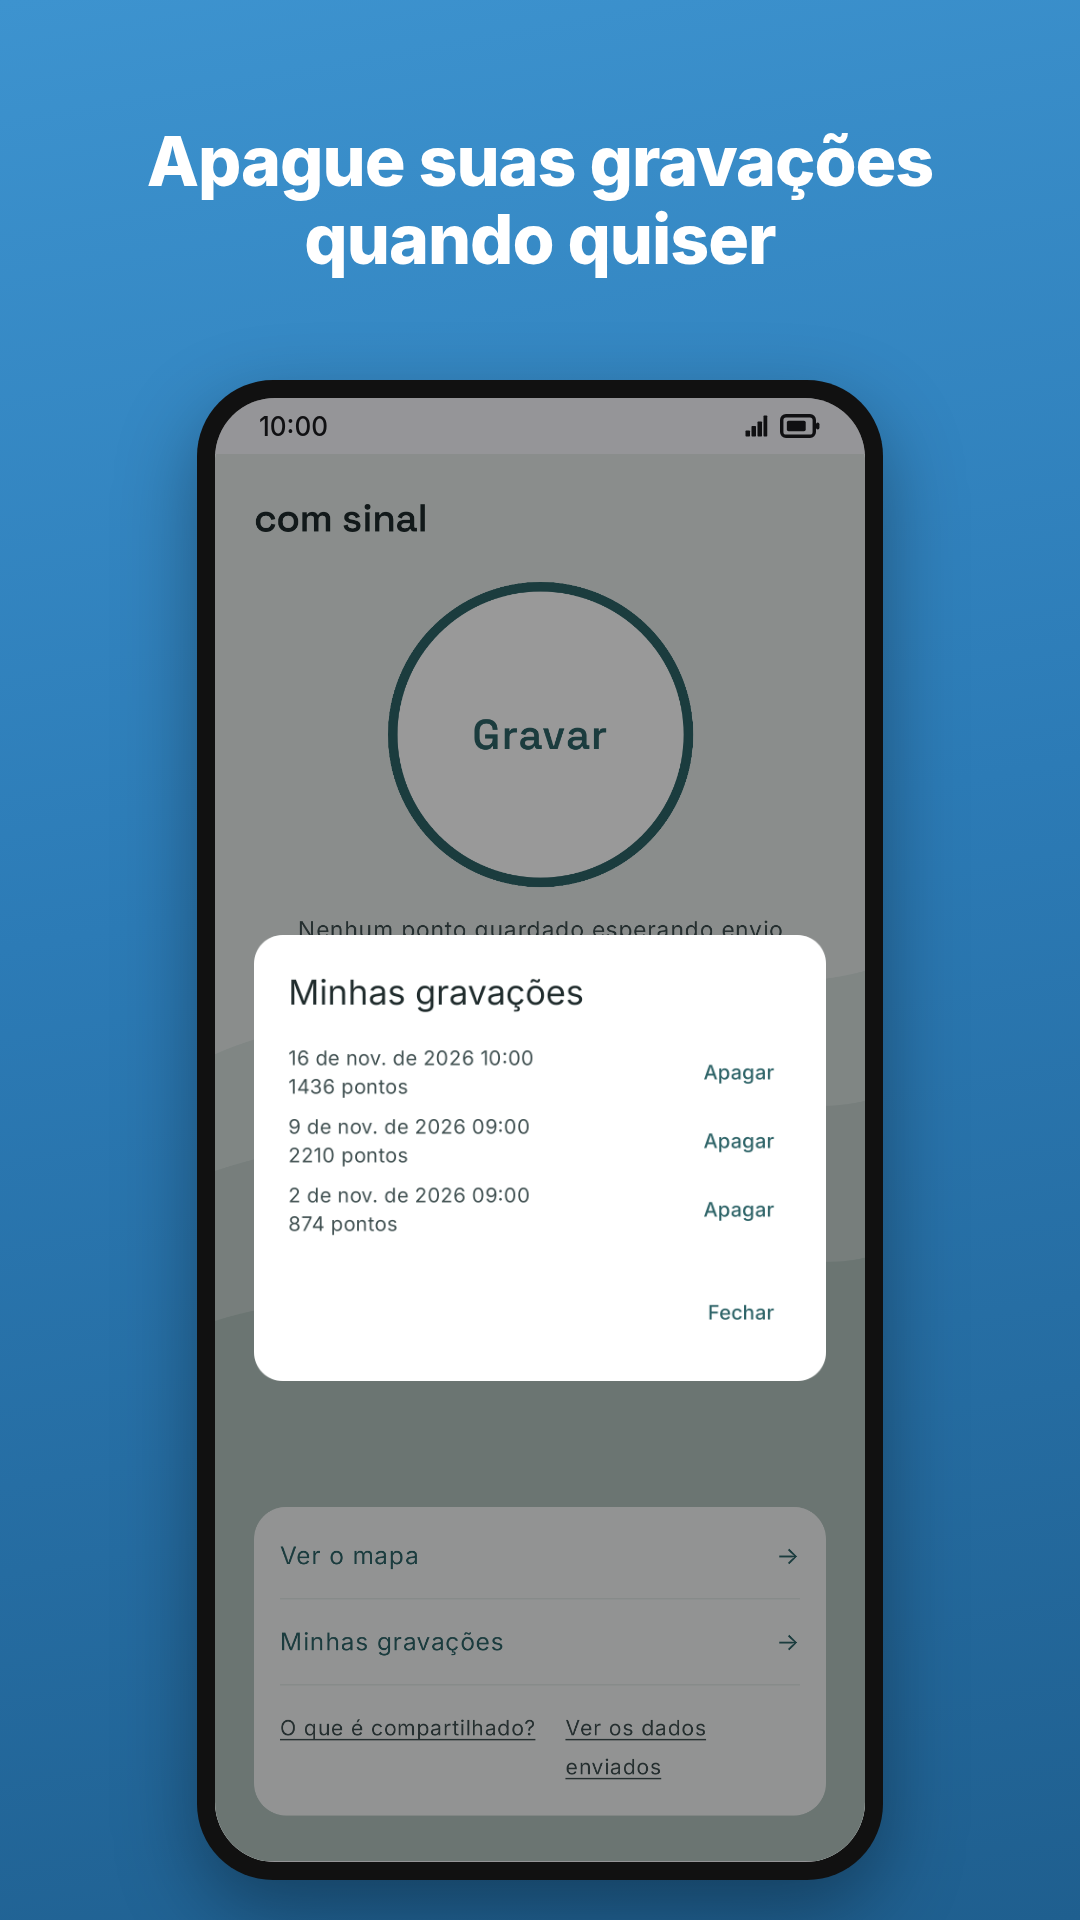 Apague suas gravações
quando quiser
10:00
com sinal
Gravar
Nenhum ponto guardado esperando envio
Minhas gravações
16 de nov. de 2026 10:00
1436 pontos
Apagar
9 de nov. de 2026 09:00
2210 pontos
Apagar
2 de nov. de 2026 09:00
874 pontos
Apagar
Fechar
Ver o mapa →
Minhas gravações →
O que é compartilhado?
Ver os dados
enviados